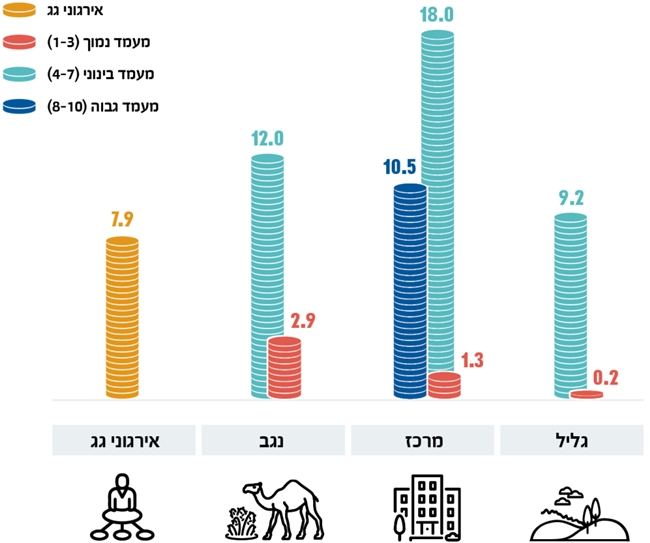 אירגוני גג
מעמד נמוך (1-3)
מעמד בינוני (4-7)
מעמד גבוה (8-10)
18.0
12.0
10.5
9.2
7.9
2.9
1.3
0.2
אירגוני גג
נגב
מרכז
גליל